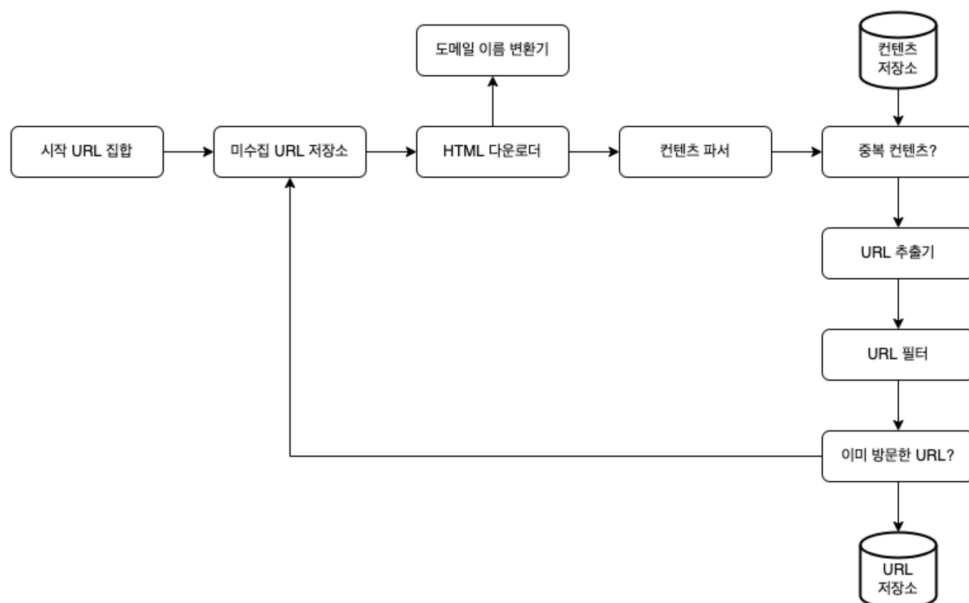 도메일 이름 변환기
컨텐츠
저장소
시작 URL 집합
미수집 URL 저장소
HTML 다운로더
컨텐츠 파서
중복 컨텐츠?
URL 추출기
URL 필터
이미 방문한 URL?
URL
저장소